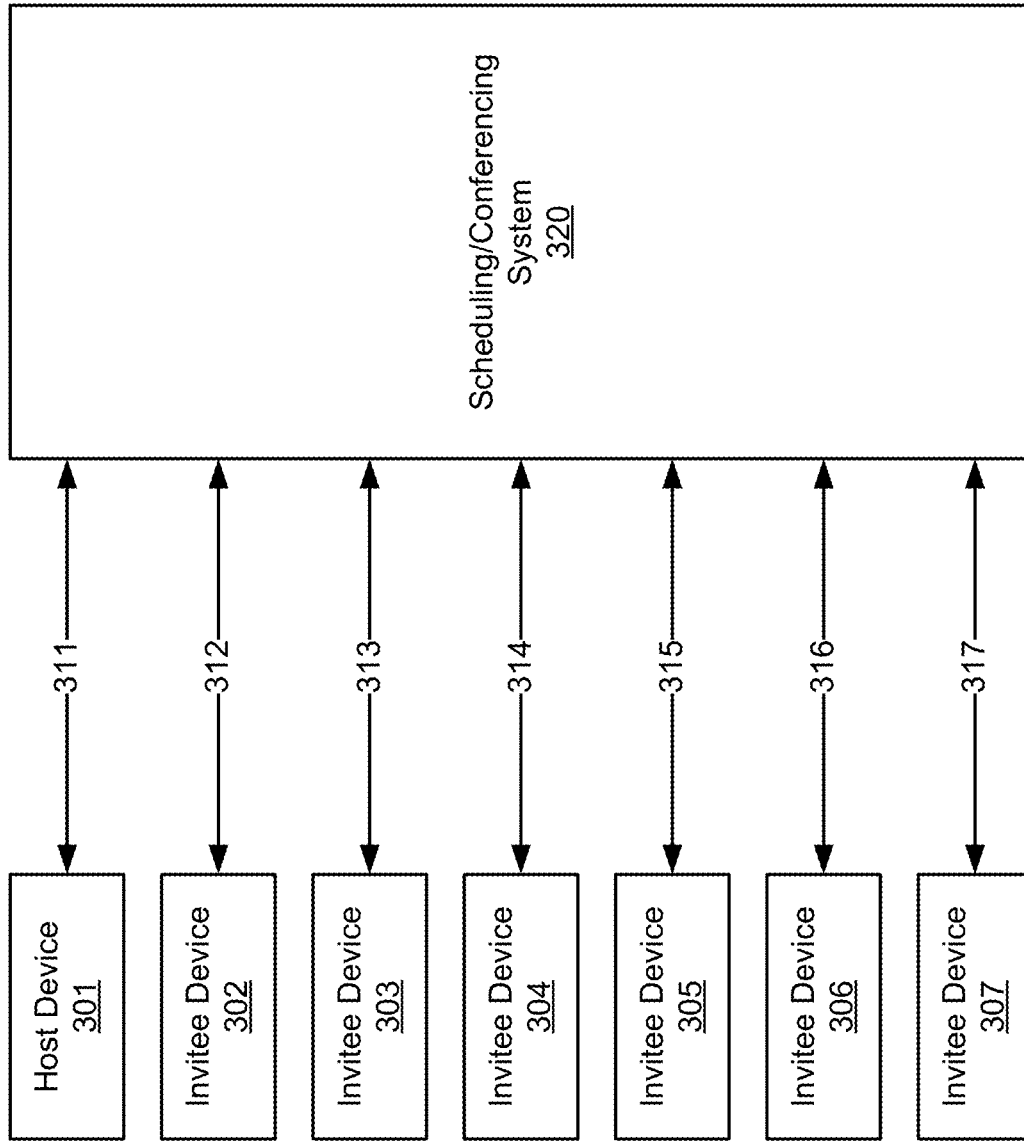 Host Device
301
Invitee Device
302
Invitee Device
303
Invitee Device
304
Invitee Device
305
Invitee Device
306
Invitee Device
307
311
312
313
314
315
316
317
Scheduling/Conferencing
System
320